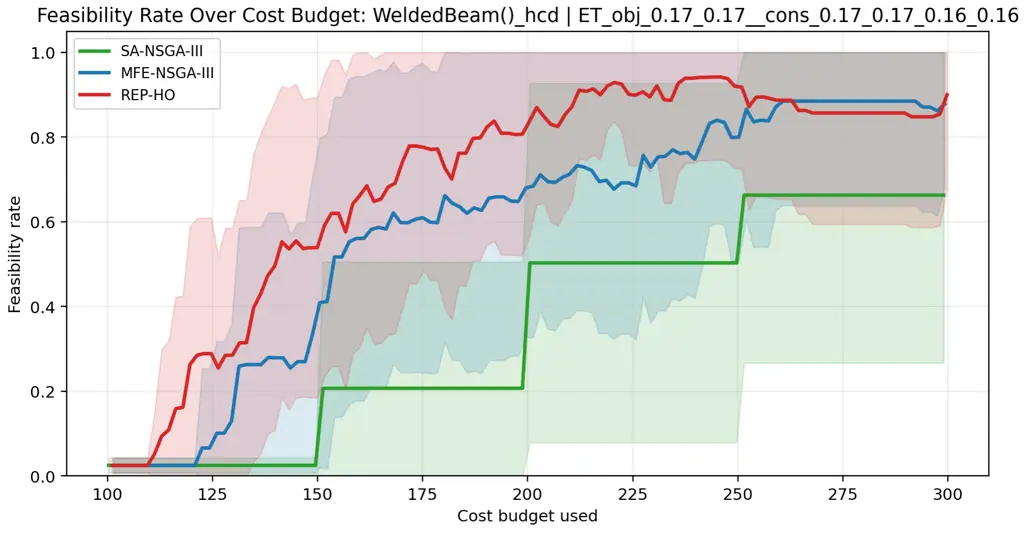 Feasibility Rate Over Cost Budget: WeldedBeam()_hcd | ET_obj_0.17_0.17__cons_0.17_0.17_0.16_0.16
SA-NSGA-III
MFE-NSGA-III
REP-HO
Feasibility rate
1.0
0.8
0.6
0.4
0.2
0.0
100 125 150 175 200 225 250 275 300
Cost budget used